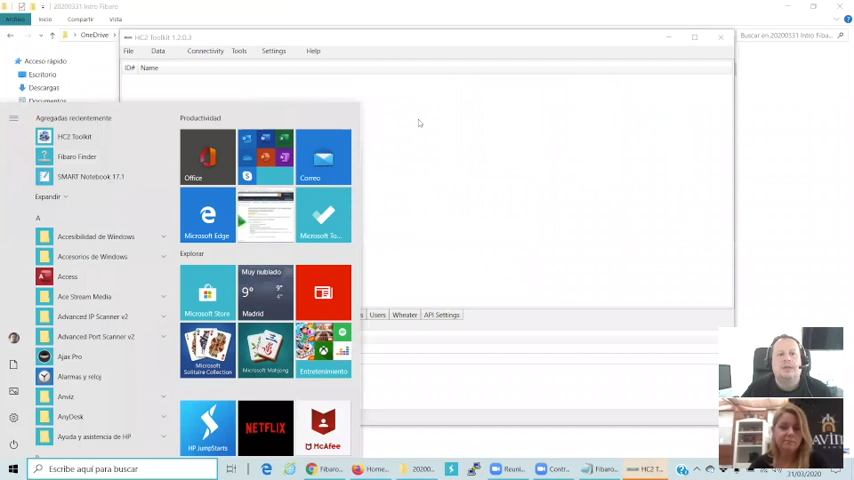 20200331 Intro Fibaro
Archivo Inicio Compartir Vista
OneDrive
Buscar en 20200331 Intro Fiba...
HC2 Toolkit 1.2.0.3
File Data Connectivity Tools Settings Help
ID# Name
Acceso rápido
Escritorio
Descargas
Documentos
Agregadas recientemente
HC2 Toolkit
Fibaro Finder
SMART Notebook 17.1
Expandir
A
Accesibilidad de Windows
Accesorios de Windows
Access
Ace Stream Media
Advanced IP Scanner v2
Advanced Port Scanner v2
Ajax Pro
Alarmas y reloj
Anviz
AnyDesk
Ayuda y asistencia de HP
Productividad
Office
Correo
Microsoft Edge
Microsoft To...
Explorar
Microsoft Store
Muy nublado
9°
9°
4°
Madrid
Microsoft Solitaire Collection
Microsoft Mahjong
Entretenimiento
HP JumpStarts
NETFLIX
McAfee
s Users Wheater API Settings
AVIN
Escribe aquí para buscar
Fibaro... Home... 20200... Reuni... Contr... Fibaro... HC2 T...
31/03/2020